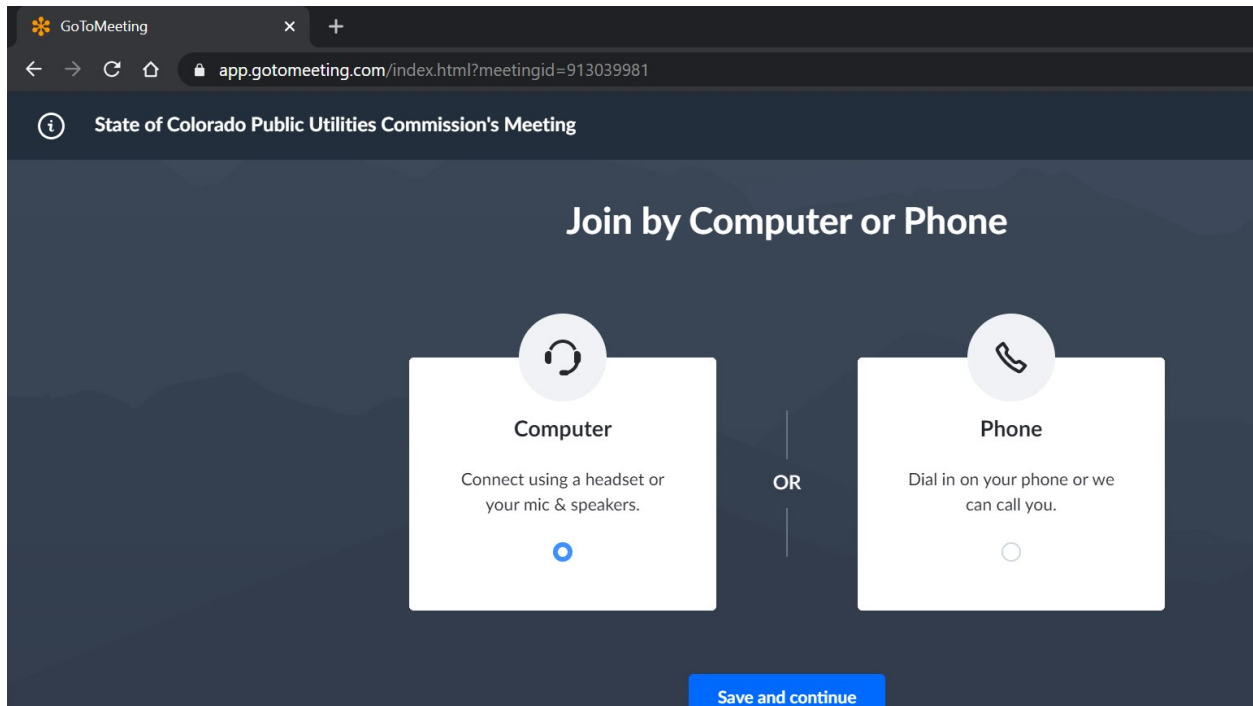 GoToMeeting
app.gotomeeting.com/index.html?meetingid=913039981
State of Colorado Public Utilities Commission's Meeting
Join by Computer or Phone
Computer
Connect using a headset or
your mic & speakers.
OR
Phone
Dial in on your phone or we
can call you.
Save and continue